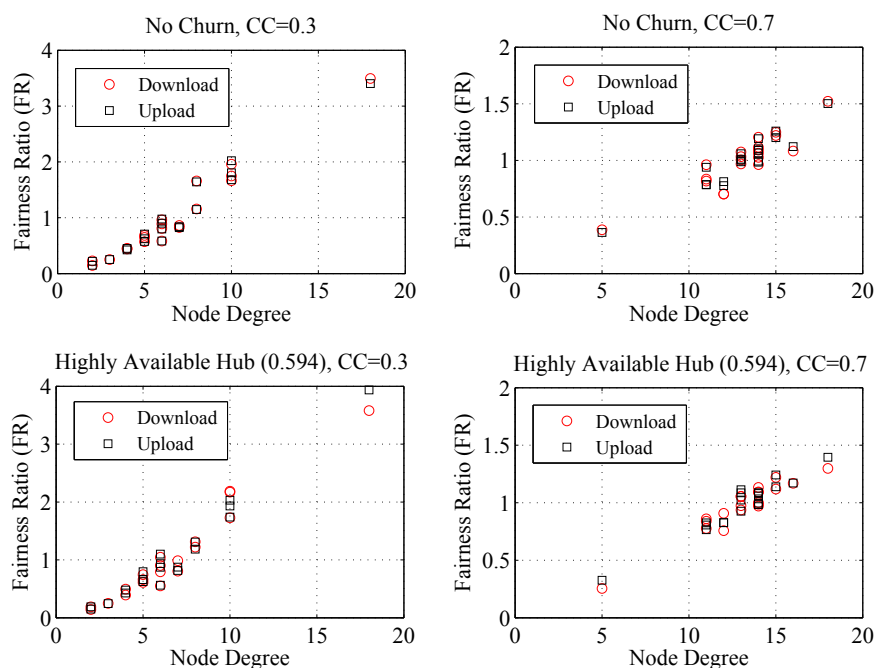 No Churn, CC=0.3
4
3
2
1
0
Fairness Ratio (FR)
Download
Upload
0
5
10
15
20
Node Degree
No Churn, CC=0.7
2
1.5
1
0.5
0
Fairness Ratio (FR)
Download
Upload
0
5
10
15
20
Node Degree
Highly Available Hub (0.594), CC=0.3
4
3
2
1
0
Fairness Ratio (FR)
Download
Upload
0
5
10
15
20
Node Degree
Highly Available Hub (0.594), CC=0.7
2
1.5
1
0.5
0
Fairness Ratio (FR)
Download
Upload
0
5
10
15
20
Node Degree